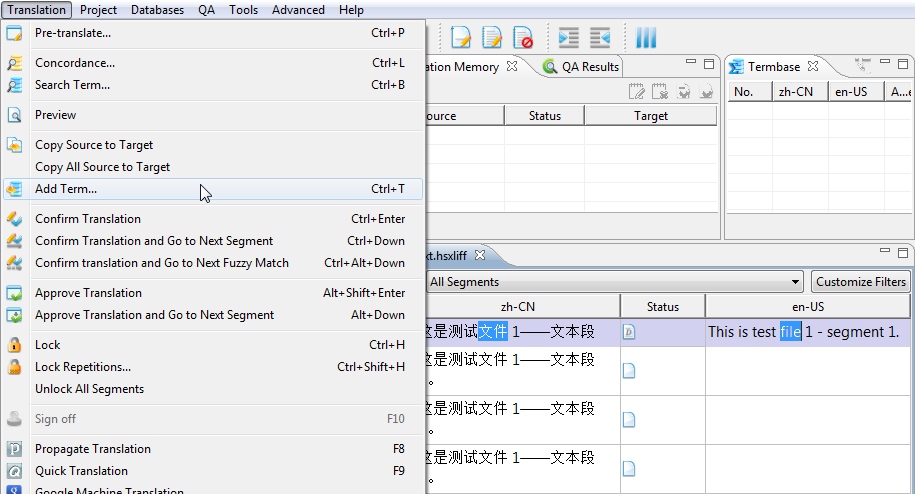 Translation Project Databases QA Tools Advanced Help
Pre-translate... Ctrl+P
Concordance... Ctrl+L
Search Term... Ctrl+B
Preview
Copy Source to Target
Copy All Source to Target
Add Term... Ctrl+T
Confirm Translation Ctrl+Enter
Confirm Translation and Go to Next Segment Ctrl+Down
Confirm translation and Go to Next Fuzzy Match Ctrl+Alt+Down
Approve Translation Alt+Shift+Enter
Approve Translation and Go to Next Segment Alt+Down
Lock Ctrl+H
Lock Repetitions... Ctrl+Shift+H
Unlock All Segments
Sign off F10
Propagate Translation F8
Quick Translation F9
Google Machine Translation
ation Memory QA Results
ource Status Target
Termbase
No. zh-CN en-US A...e
xt.hsxliff
All Segments Customize Filters
zh-CN Status en-US
这是测试文件 1——文本段 This is test file 1 - segment 1.
这是测试文件 1——文本段
。
这是测试文件 1——文本段
。
这是测试文件 1——文本段
。